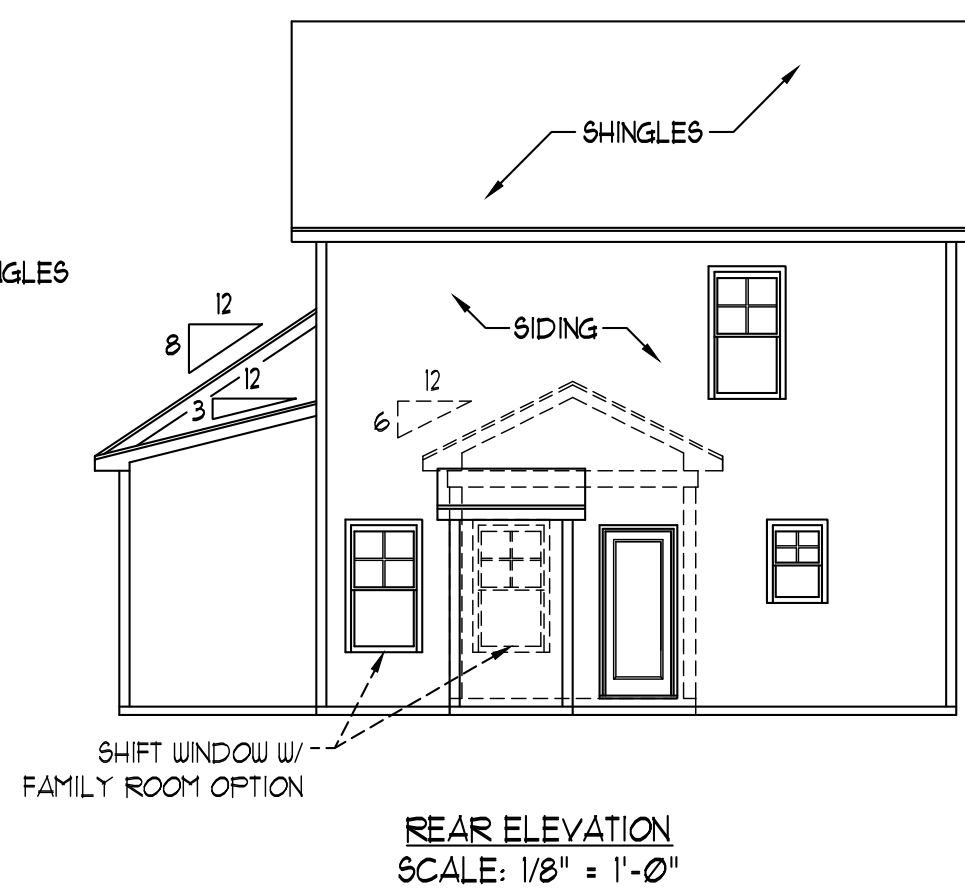 SHINGLES
NGLES
12
8
SIDING
12
3
12
6
SHIFT WINDOW W/
FAMILY ROOM OPTION
REAR ELEVATION
SCALE: 1/8" = 1'-0"